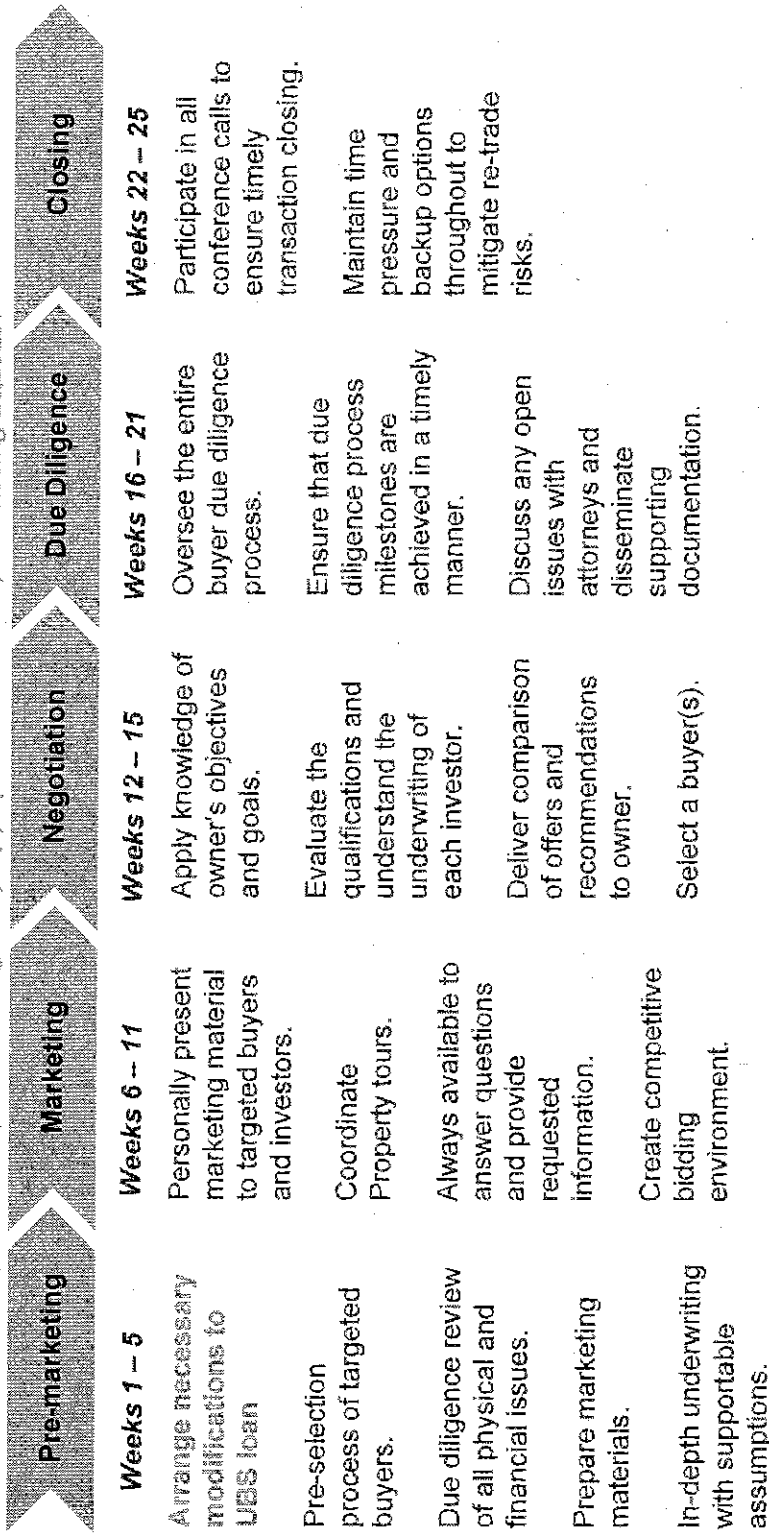 Pre-marketing
Weeks 1 – 5
Arrange necessary
modifications to
UBS loan
Pre-selection
process of targeted
buyers.
Due diligence review
of all physical and
financial issues.
Prepare marketing
materials.
In-depth underwriting
with supportable
assumptions.
Marketing
Weeks 6 – 11
Personally present
marketing material
to targeted buyers
and investors.
Coordinate
Property tours.
Always available to
answer questions
and provide
requested
information.
Create competitive
bidding
environment.
Negotiation
Weeks 12 – 15
Apply knowledge of
owner's objectives
and goals.
Evaluate the
qualifications and
understand the
underwriting of
each investor.
Deliver comparison
of offers and
recommendations
to owner.
Select a buyer(s).
Due Diligence
Weeks 16 – 21
Oversee the entire
buyer due diligence
process.
Ensure that due
diligence process
milestones are
achieved in a timely
manner.
Discuss any open
issues with
attorneys and
disseminate
supporting
documentation.
Closing
Weeks 22 – 25
Participate in all
conference calls to
ensure timely
transaction closing.
Maintain time
pressure and
backup options
throughout to
mitigate re-trade
risks.